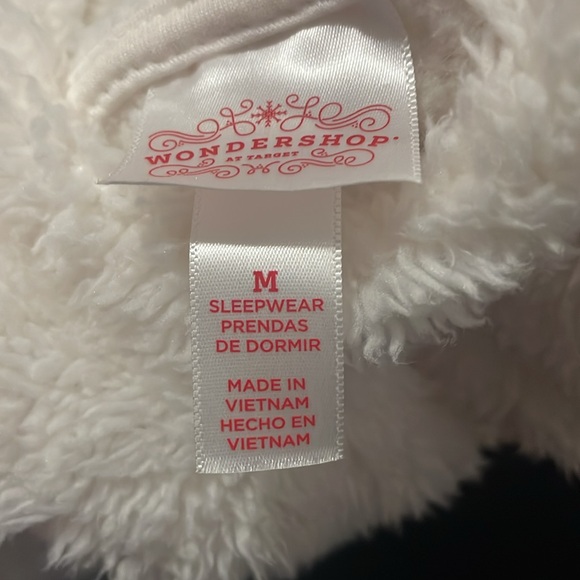 WONDERSHOP
AT TARGET
M
SLEEPWEAR
PRENDAS
DE DORMIR
MADE IN
VIETNAM
HECHO EN
VIETNAM